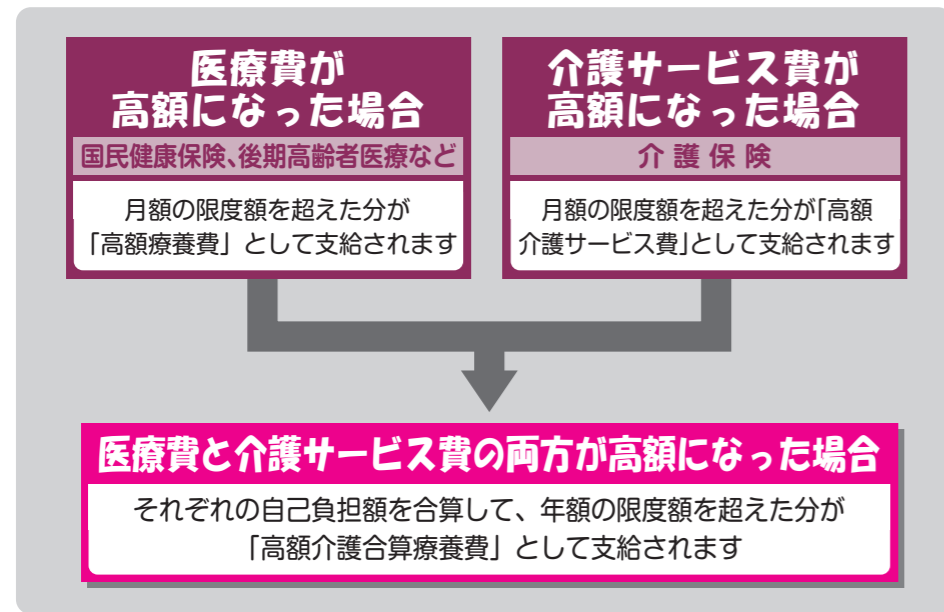 医療費が
高額になった場合
国民健康保険、後期高齢者医療など
月額の限度額を超えた分が
「高額療養費」として支給されます
介護サービス費が
高額になった場合
介護保険
月額の限度額を超えた分が「高額
介護サービス費」として支給されます
医療費と介護サービス費の両方が高額になった場合
それぞれの自己負担額を合算して、年額の限度額を超えた分が
「高額介護合算療養費」として支給されます